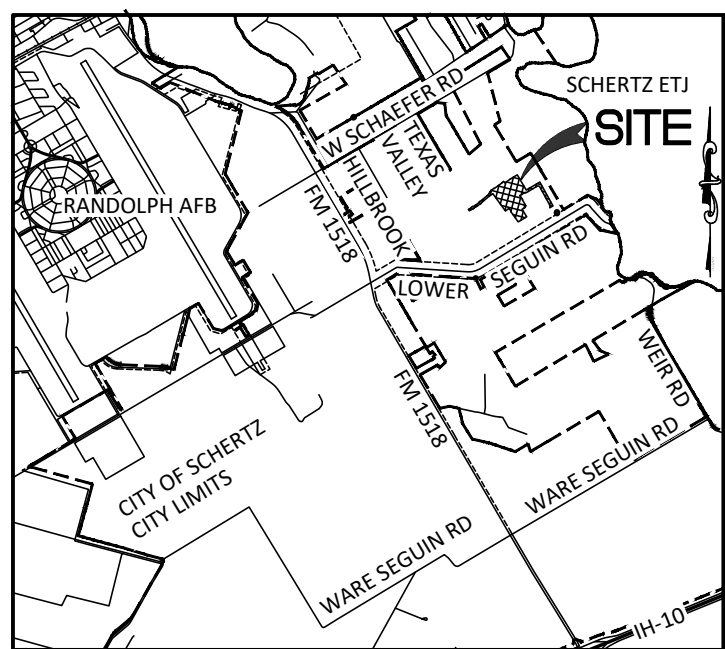 SCHERTZ ETJ
SITE
W SCHAEFER RD
TEXAS
VALLEY
HILLBROOK
RANDOLPH AFB
FM 1518
LOWER
SEGUIN RD
FM 1518
WEIR RD
CITY OF SCHERTZ
CITY LIMITS
WARE SEGUIN RD
WARE SEGUIN RD
IH-10